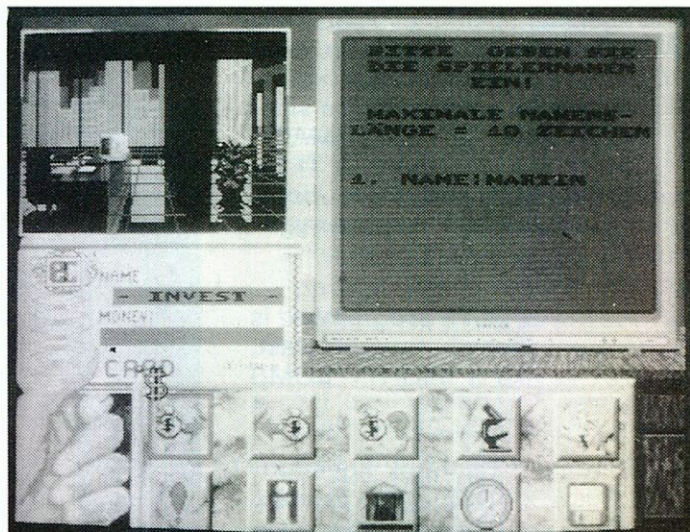 BITTE GEBEN SIE
DIE SPIELERNAMEN
EIN!
MAXIMALE NAMENS-
LÄNGE = 10 ZEICHEN
1. NAME:MARTIN
NAME
- INVEST -
MONEY:
CARD